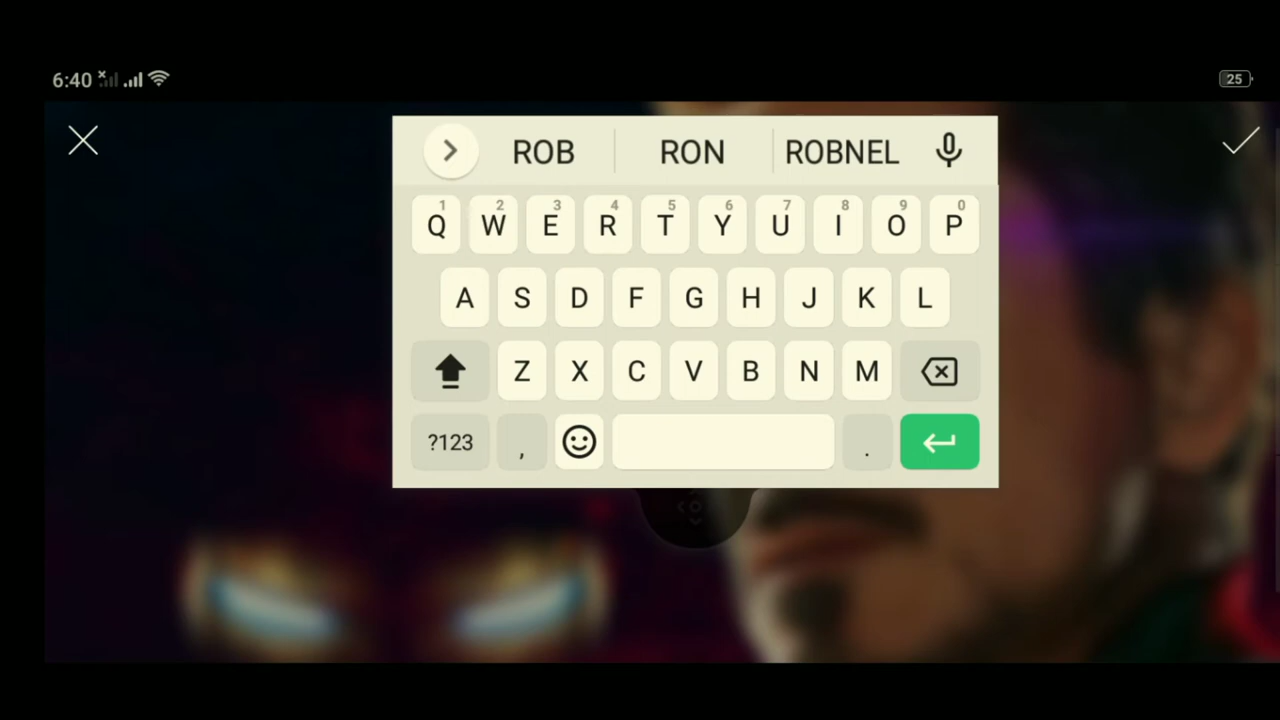 6:40
25
ROB RON ROBNEL
1 2 3 4 5 6 7 8 9 0
Q W E R T Y U I O P
A S D F G H J K L
Z X C V B N M
?123 , .